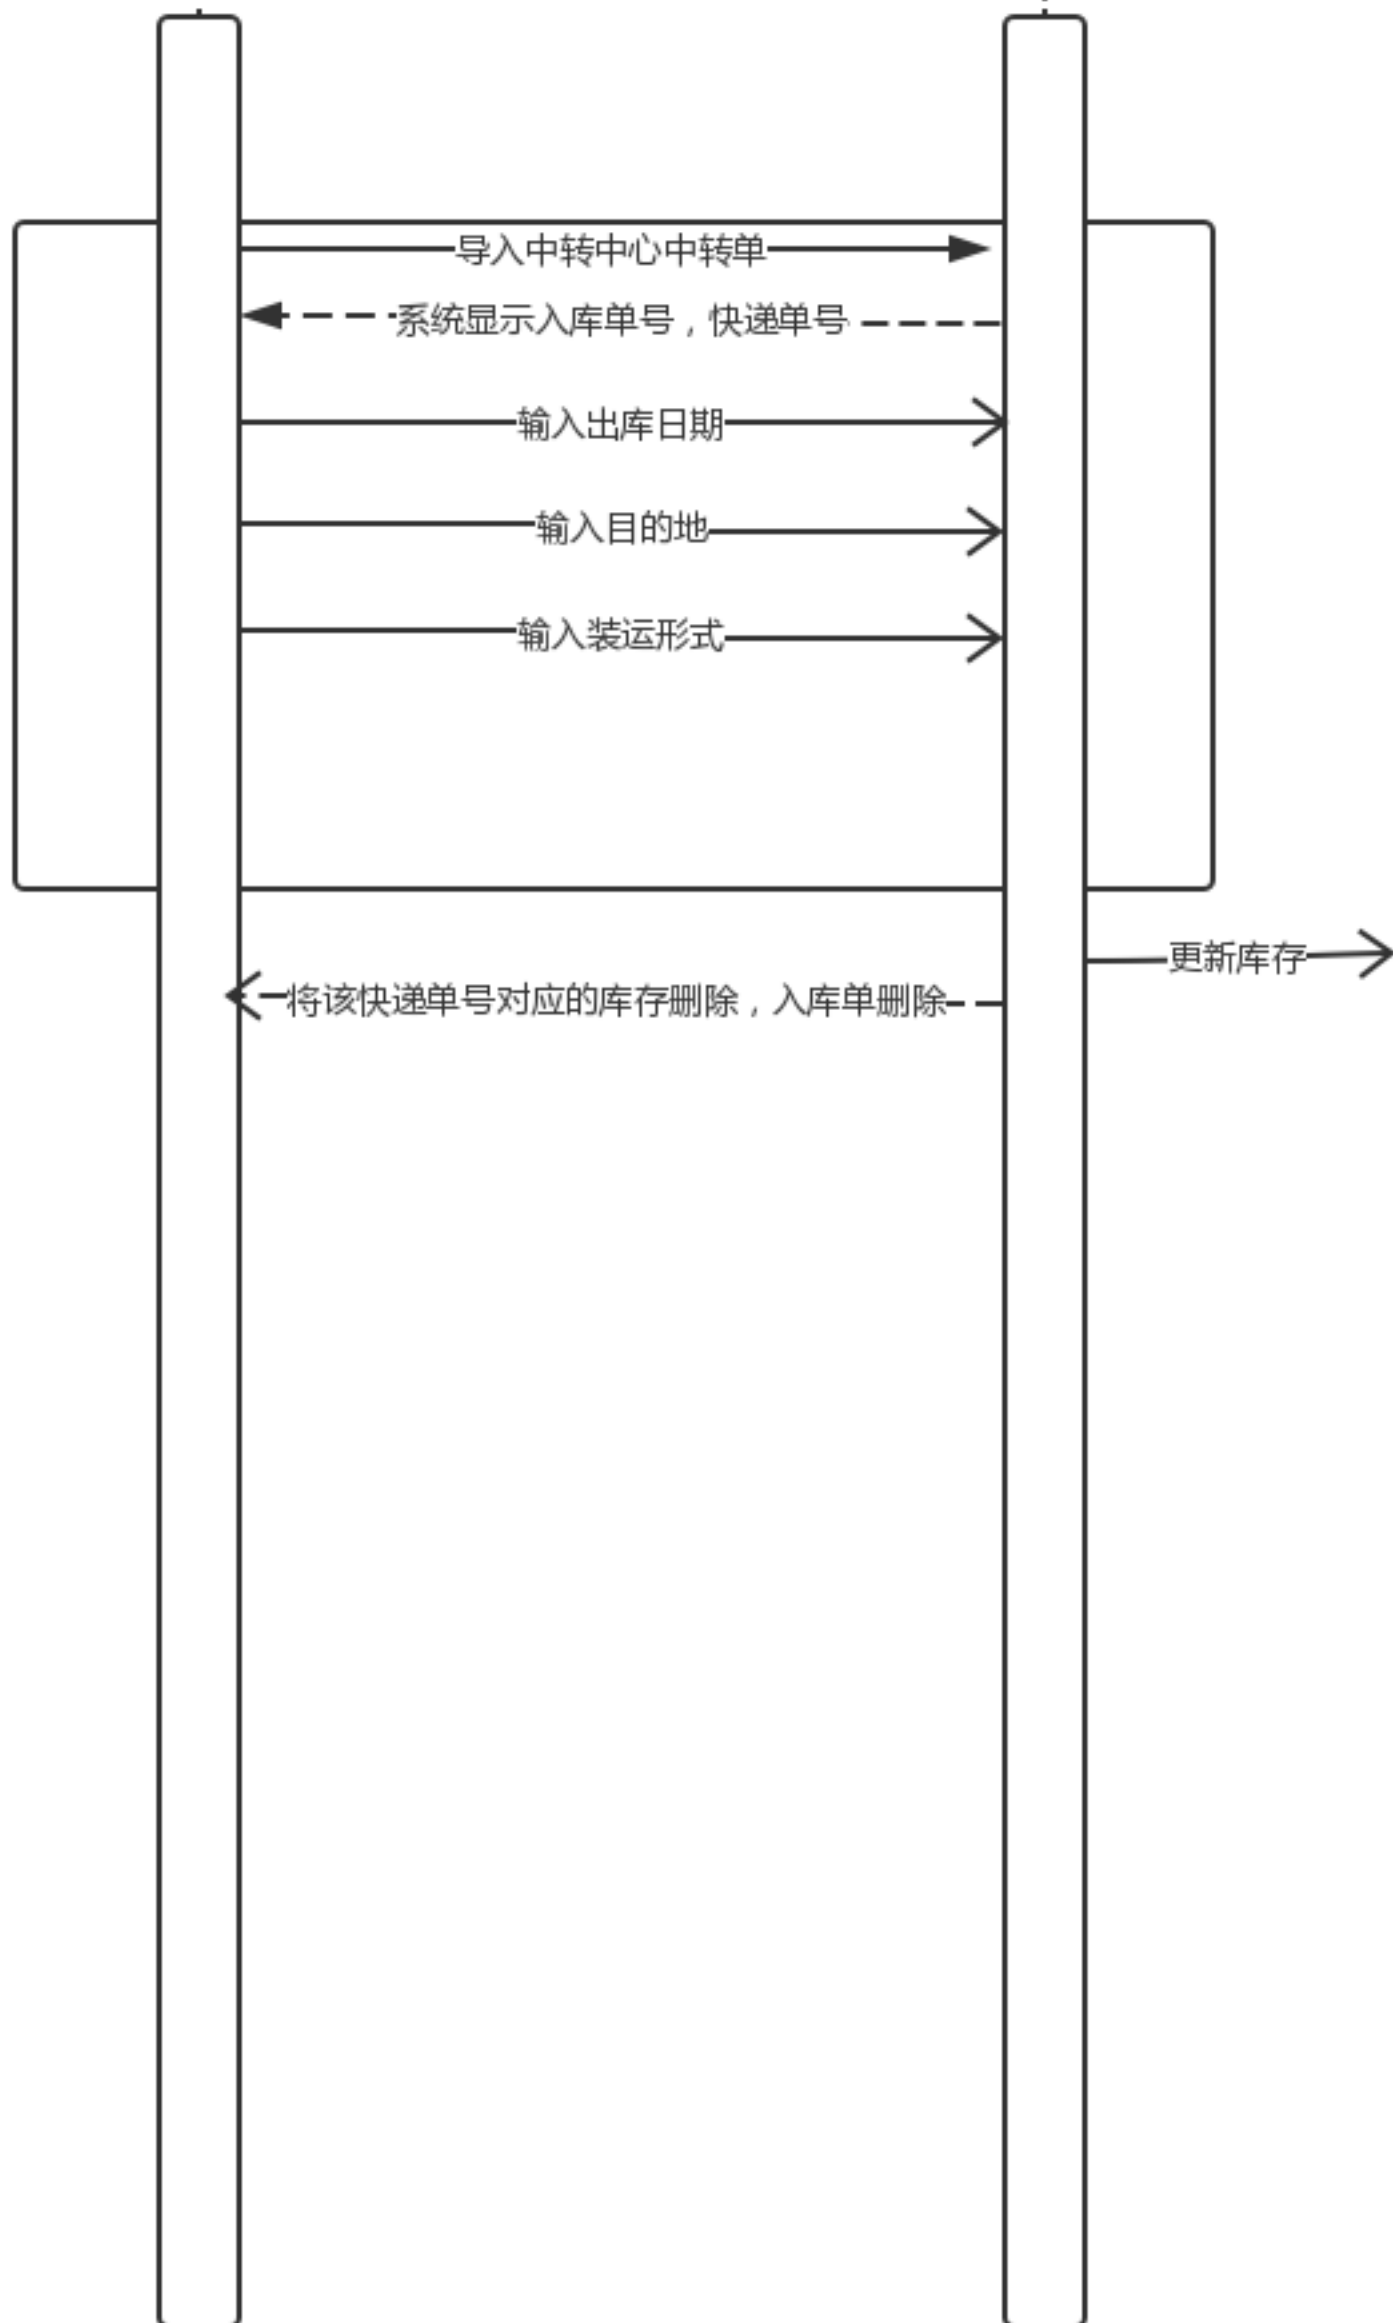 导入中转中心中转单
系统显示入库单号，快递单号
输入出库日期
输入目的地
输入装运形式
更新库存
将该快递单号对应的库存删除，入库单删除